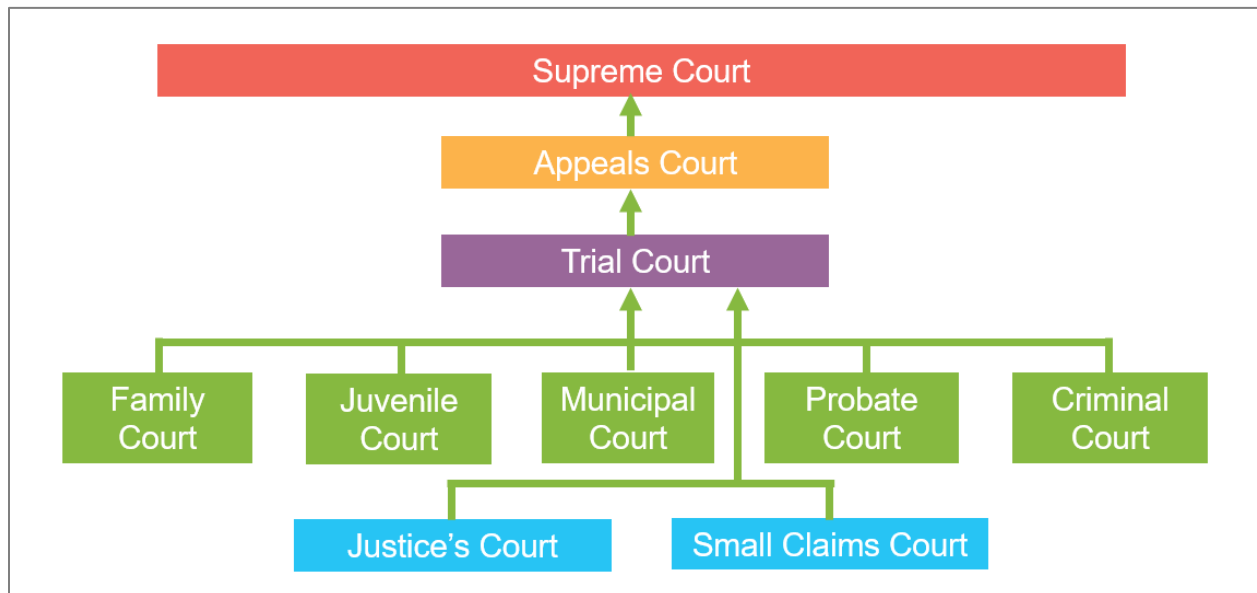 Supreme Court
Appeals Court
Trial Court
Family
Court
Juvenile
Court
Municipal
Court
Probate
Court
Criminal
Court
Justice’s Court
Small Claims Court